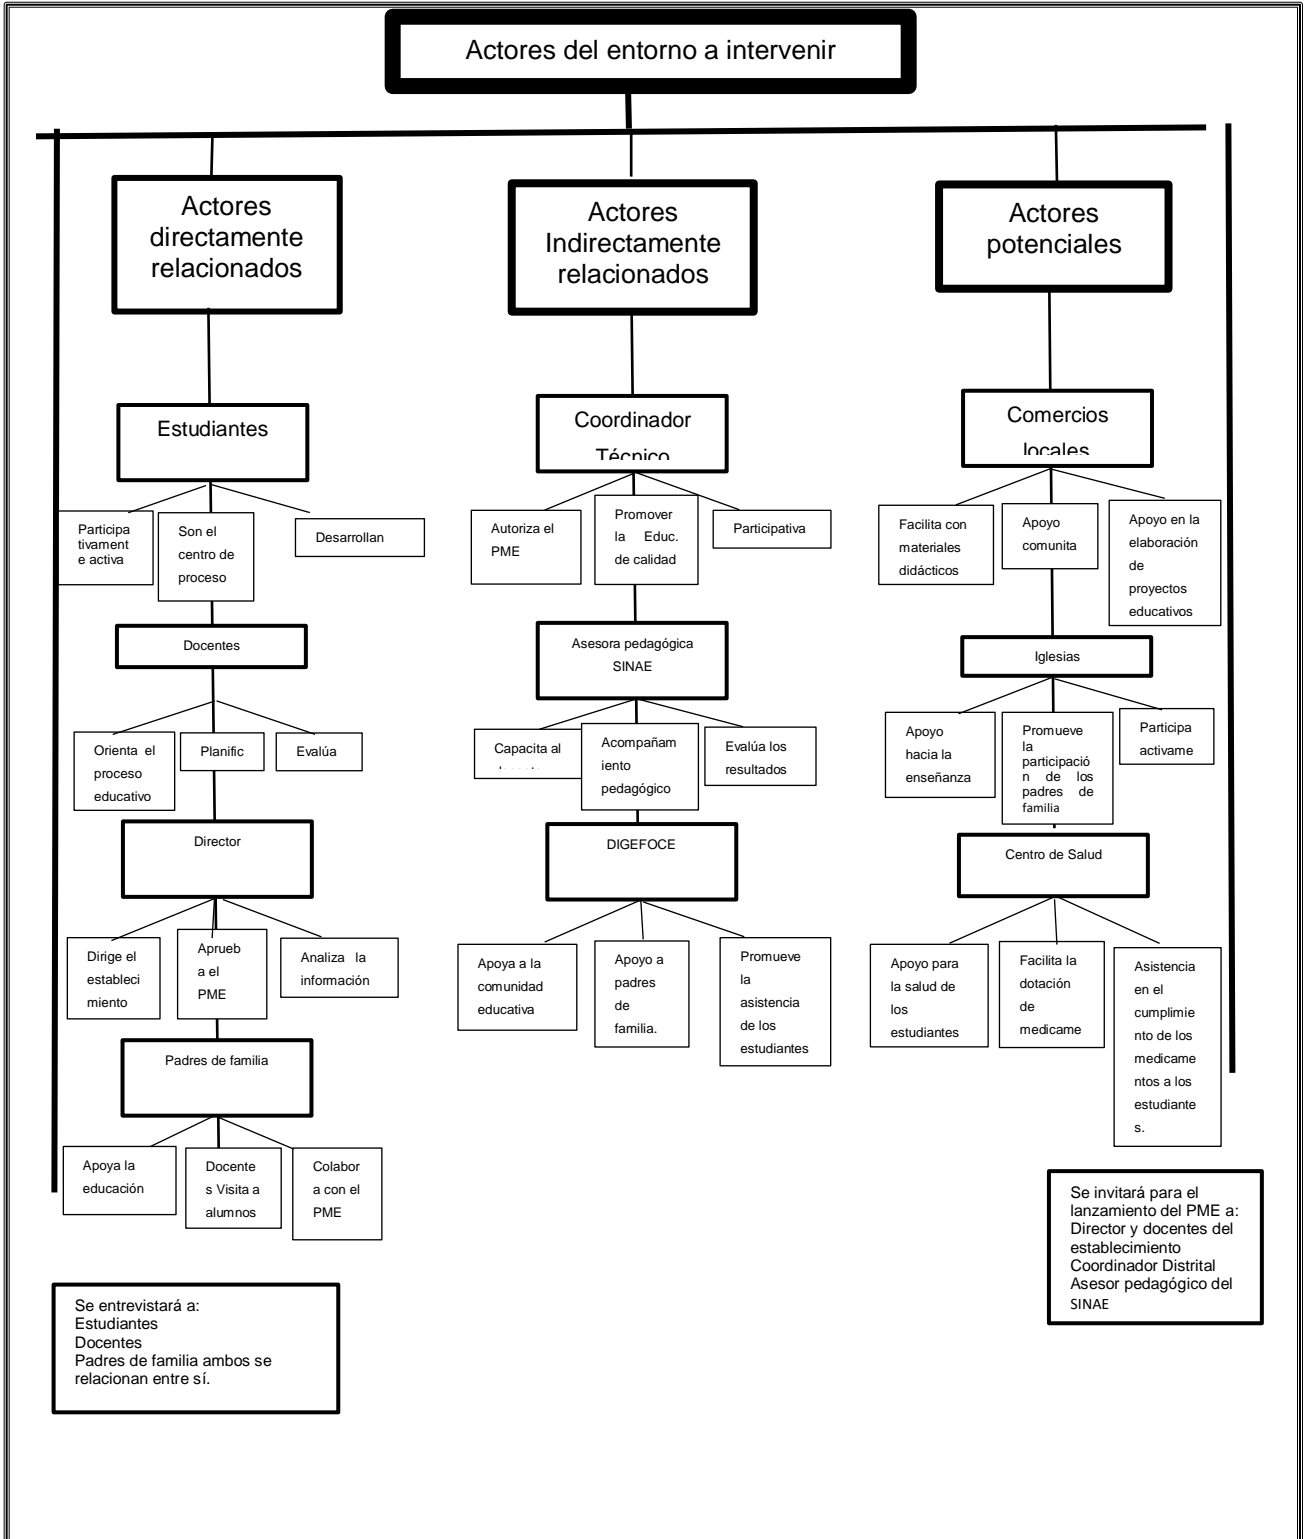 Actores del entorno a intervenir
Actores
directamente
relacionados
Actores
Indirectamente
relacionados
Actores
potenciales
Estudiantes
Coordinador
Técnico
Comercios
locales
Participa
tivament
e activa
Son el
centro de
proceso
Desarrollan
Autoriza el
PME
Promover
la Educ.
de calidad
Participativa
Facilita con
materiales
didácticos
Apoyo
comunita
Apoyo en la
elaboración
de
proyectos
educativos
Docentes
Asesora pedagógica
SINAE
Iglesias
Orienta el
proceso
educativo
Planific
Evalúa
Capacita al
Acompañam
iento
pedagógico
Evalúa los
resultados
Apoyo
hacia la
enseñanza
Promueve
la
participació
n de los
padres de
familia
Participa
activame
Director
DIGEFOCE
Centro de Salud
Dirige el
estableci
miento
Aprueb
a el
PME
Analiza la
información
Apoya a la
comunidad
educativa
Apoyo a
padres
de
familia.
Promueve
la
asistencia
de los
estudiantes
Apoyo para
la salud de
los
estudiantes
Facilita la
dotación
de
medicame
Asistencia
en el
cumplimie
nto de los
medicame
ntos a los
estudiante
s.
Padres de familia
Apoya la
educación
Docente
s Visita a
alumnos
Colabor
a con el
PME
Se invitará para el
lanzamiento del PME a:
Director y docentes del
establecimiento
Coordinador Distrital
Asesor pedagógico del
SINAE
Se entrevistará a:
Estudiantes
Docentes
Padres de familia ambos se
relacionan entre sí.